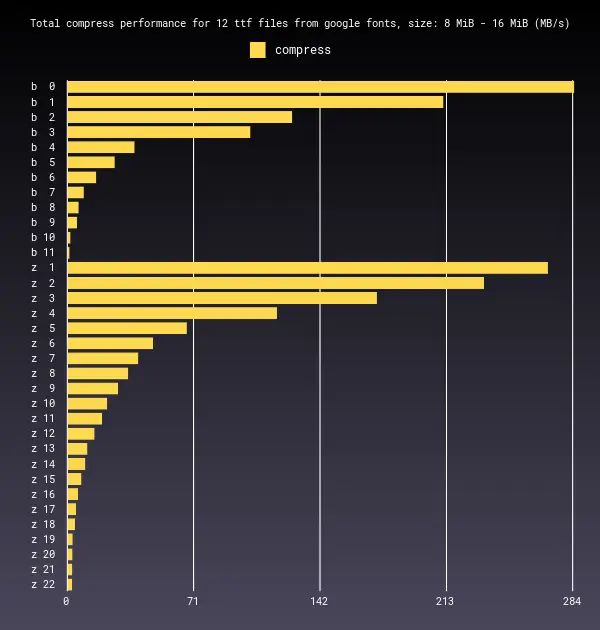 Total compress performance for 12 ttf files from google fonts, size: 8 MiB - 16 MiB (MB/s)
compress
b 0
b 1
b 2
b 3
b 4
b 5
b 6
b 7
b 8
b 9
b 10
b 11
z 1
z 2
z 3
z 4
z 5
z 6
z 7
z 8
z 9
z 10
z 11
z 12
z 13
z 14
z 15
z 16
z 17
z 18
z 19
z 20
z 21
z 22
0 71 142 213 284